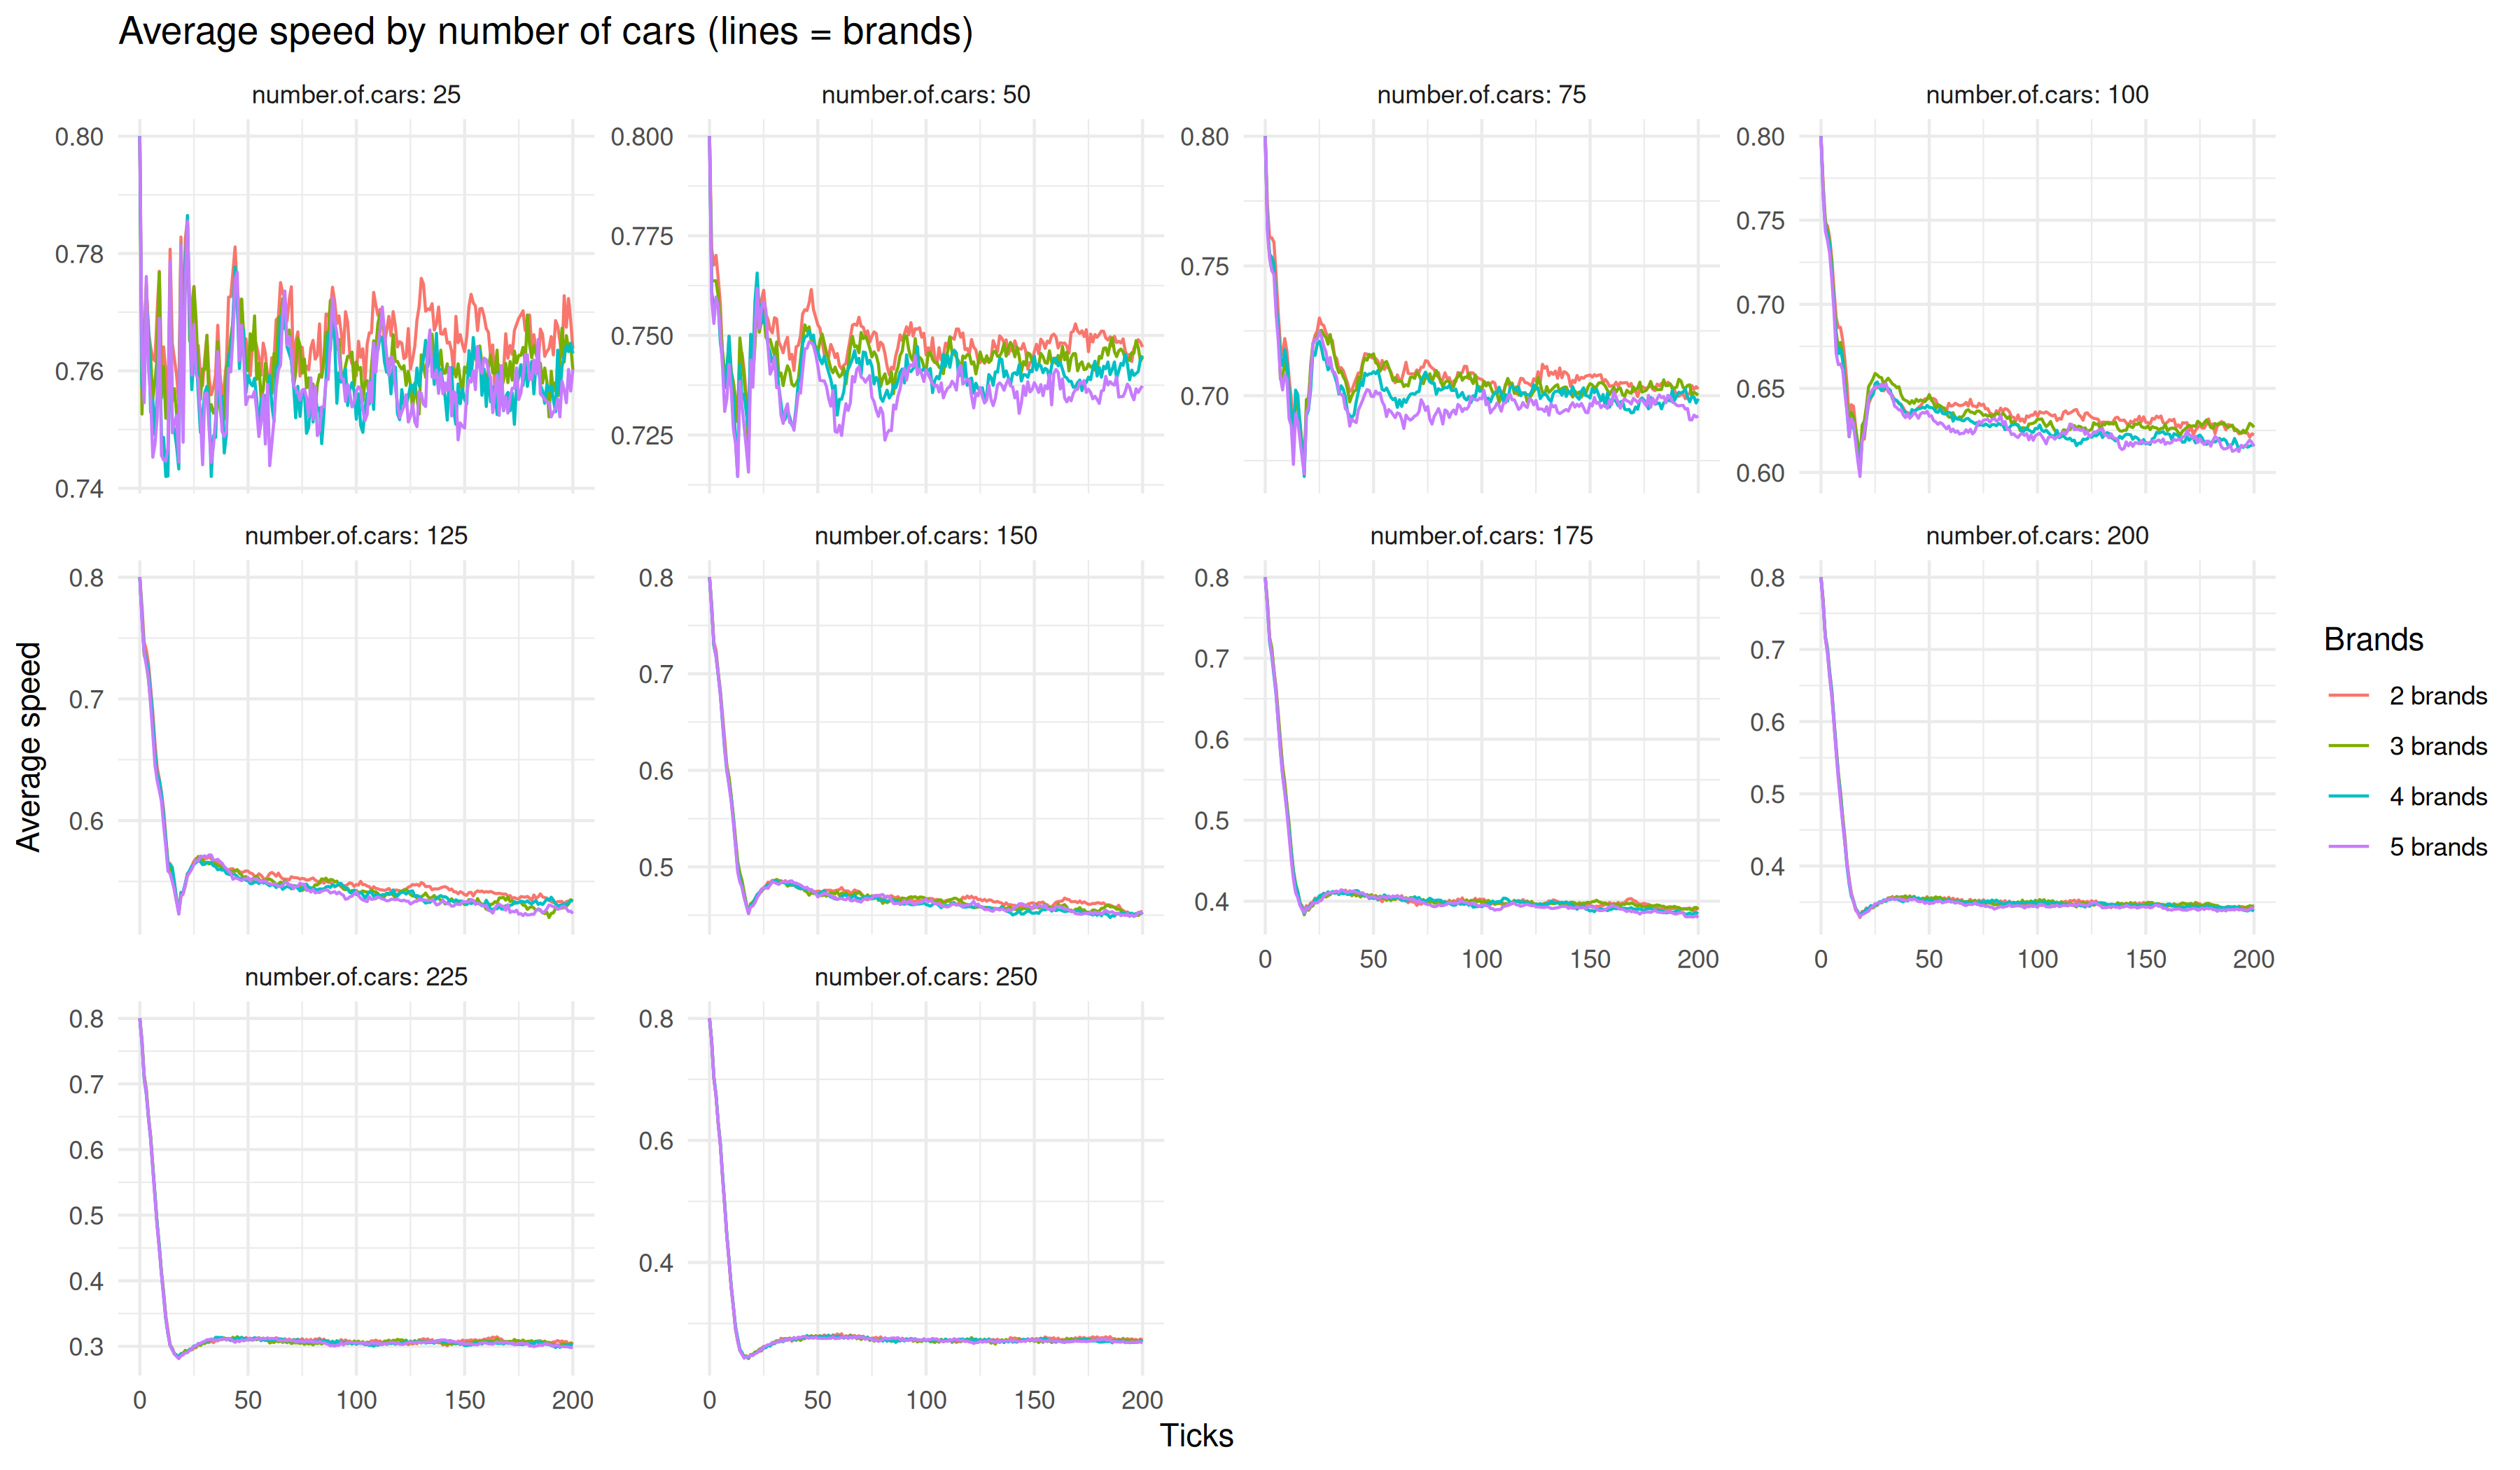 Average speed by number of cars (lines = brands)
number.of.cars: 25
number.of.cars: 50
number.of.cars: 75
number.of.cars: 100
0.80
0.78
0.76
0.74
0.800
0.775
0.750
0.725
0.80
0.75
0.70
0.80
0.75
0.70
0.65
0.60
number.of.cars: 125
number.of.cars: 150
number.of.cars: 175
number.of.cars: 200
0.8
0.7
0.6
0.8
0.7
0.6
0.5
0.8
0.7
0.6
0.5
0.4
0.8
0.7
0.6
0.5
0.4
0 50 100 150 200
0 50 100 150 200
number.of.cars: 225
number.of.cars: 250
0.8
0.7
0.6
0.5
0.4
0.3
0.8
0.6
0.4
0 50 100 150 200
0 50 100 150 200
Ticks
Average speed
Brands
2 brands
3 brands
4 brands
5 brands